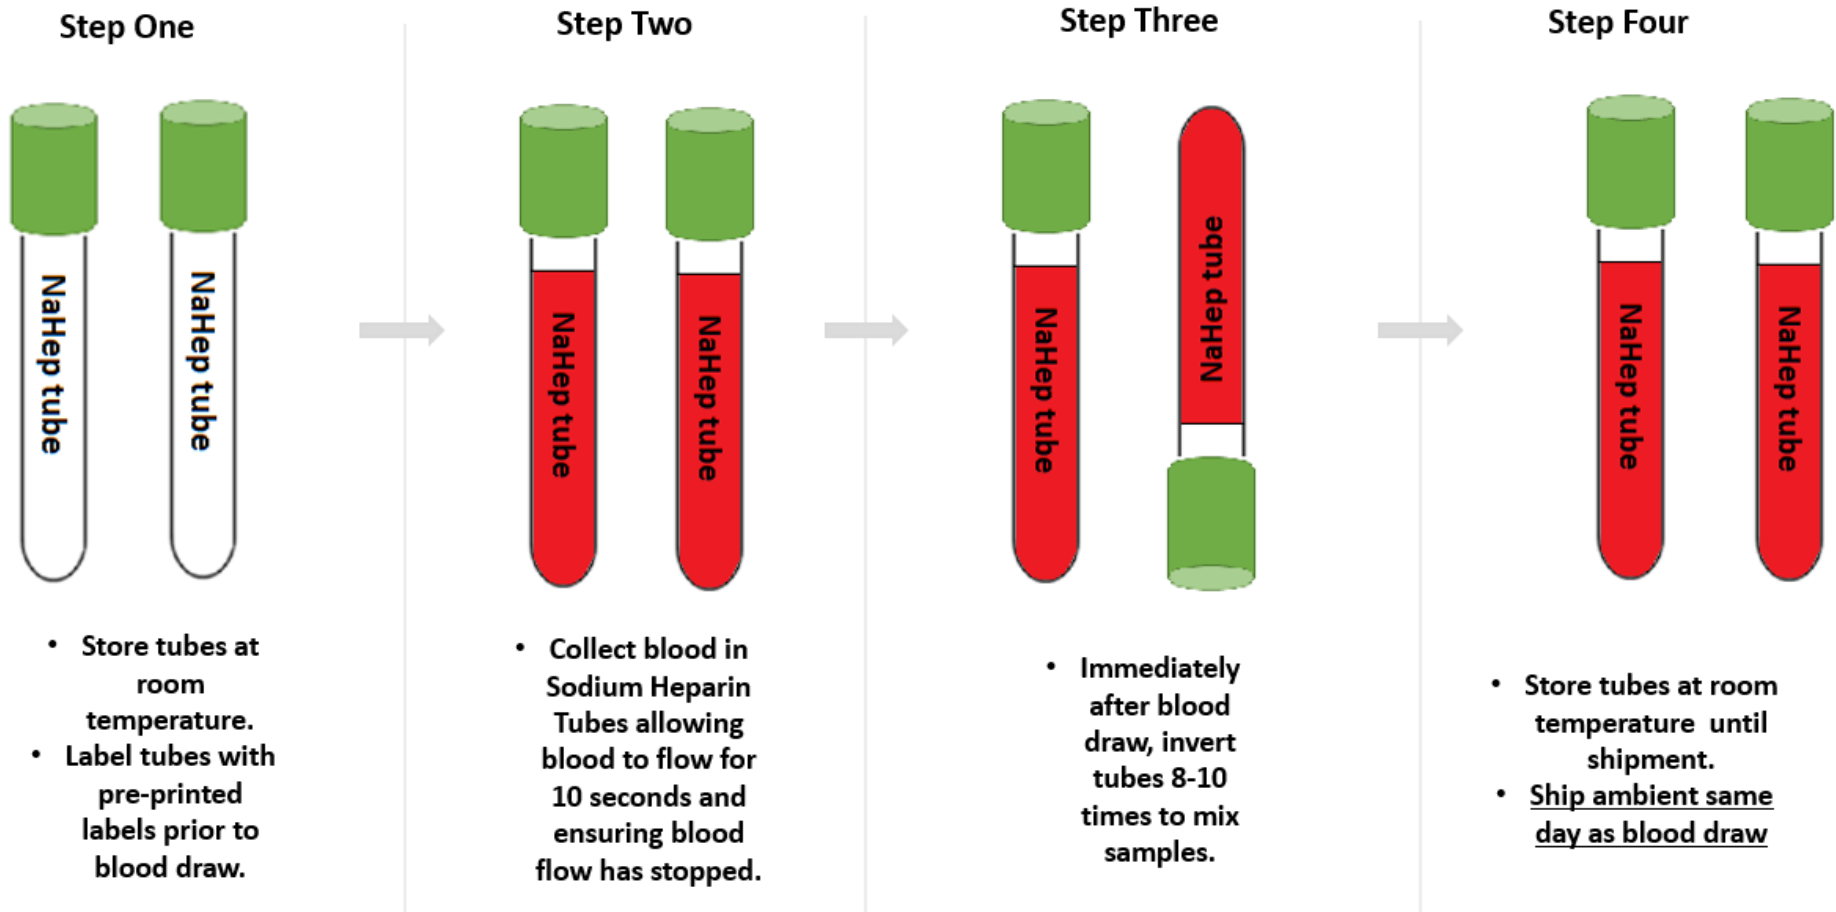 Step One
NaHep tube
NaHep tube
• Store tubes at
room
temperature.
• Label tubes with
pre-printed
labels prior to
blood draw.
Step Two
NaHep tube
NaHep tube
• Collect blood in
Sodium Heparin
Tubes allowing
blood to flow for
10 seconds and
ensuring blood
flow has stopped.
Step Three
NaHep tube
NaHep tube
• Immediately
after blood
draw, invert
tubes 8-10
times to mix
samples.
Step Four
NaHep tube
NaHep tube
• Store tubes at room
temperature until
shipment.
• Ship ambient same
day as blood draw